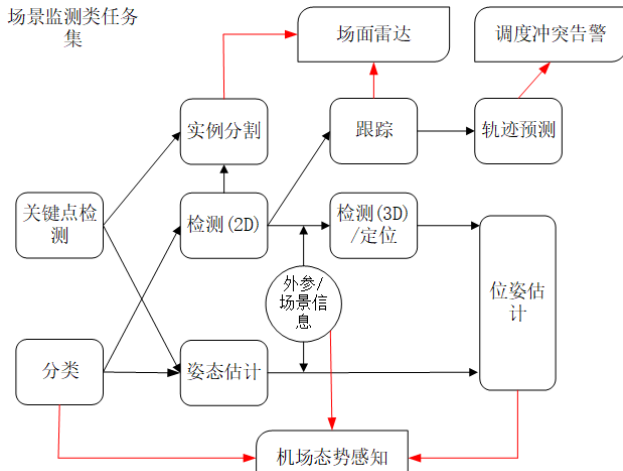 场景监测类任务
集
场面雷达
调度冲突告警
实例分割
跟踪
轨迹预测
关键点检
测
检测(2D)
检测(3D)
/定位
外参/
场景信
息
位姿估
计
分类
姿态估计
机场态势感知